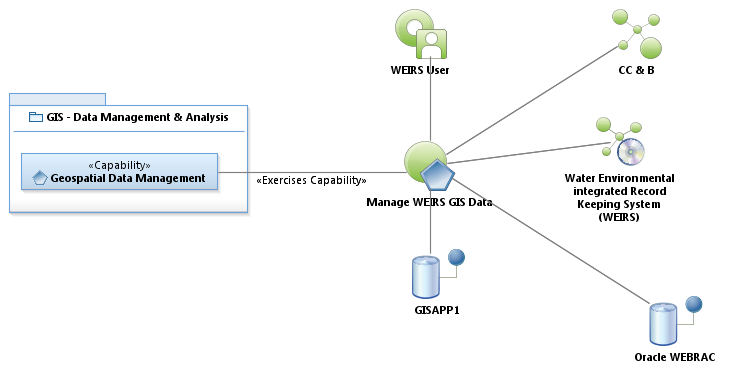 WEIRS User
CC & B
GIS - Data Management & Analysis
«Capability»
Geospatial Data Management
«Exercises Capability»
Manage WEIRS GIS Data
Water Environmental
integrated Record
Keeping System
(WEIRS)
GISAPP1
Oracle WEBRAC